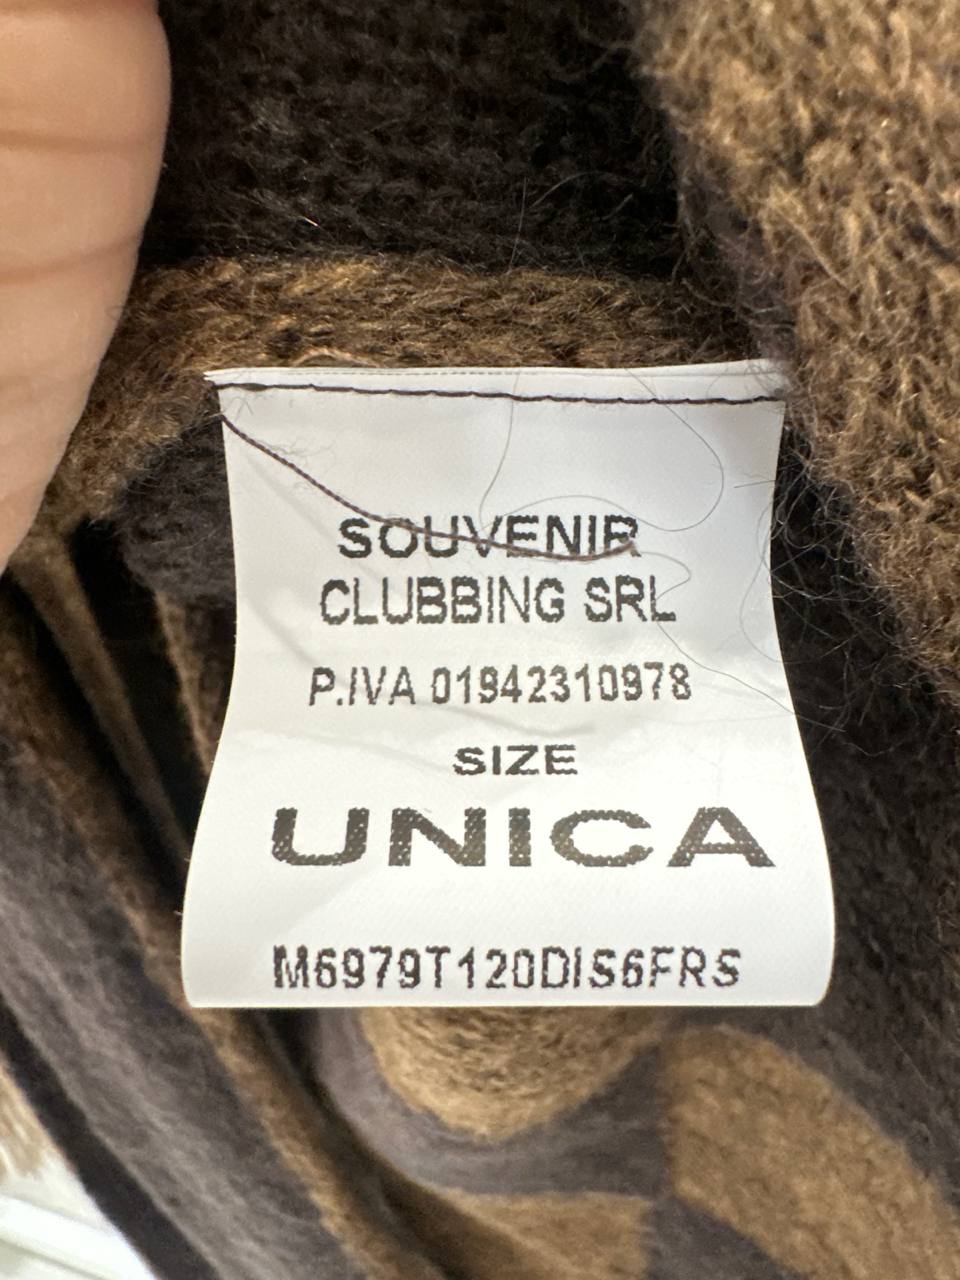 SOUVENIR
CLUBBING SRL
P.IVA 01942310978
SIZE
UNICA
M6979T120DIS6FRS